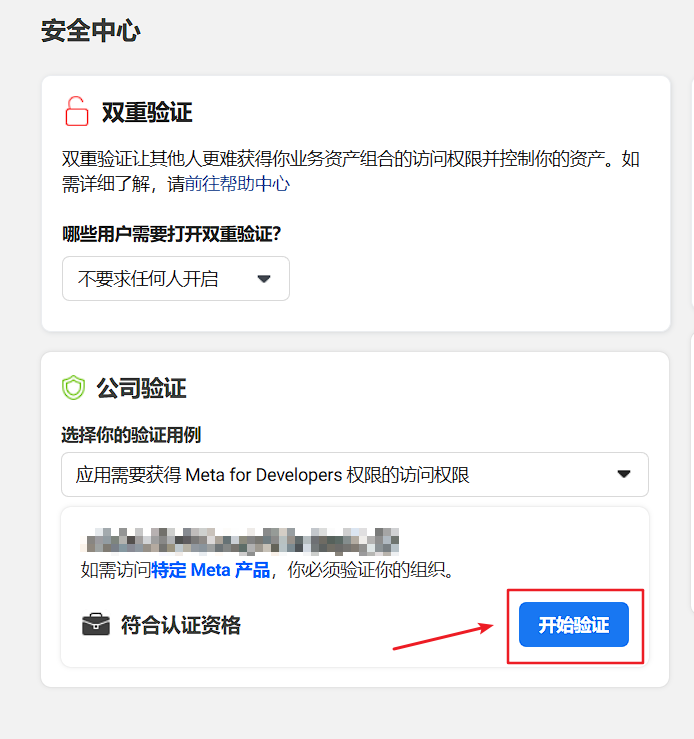 安全中心
双重验证
双重验证让其他人更难获得你业务资产组合的访问权限并控制你的资产。如
需详细了解，请前往帮助中心
哪些用户需要打开双重验证？
不要求任何人开启
公司验证
选择你的验证用例
应用需要获得 Meta for Developers 权限的访问权限
如需访问特定 Meta 产品，你必须验证你的组织。
符合认证资格
开始验证